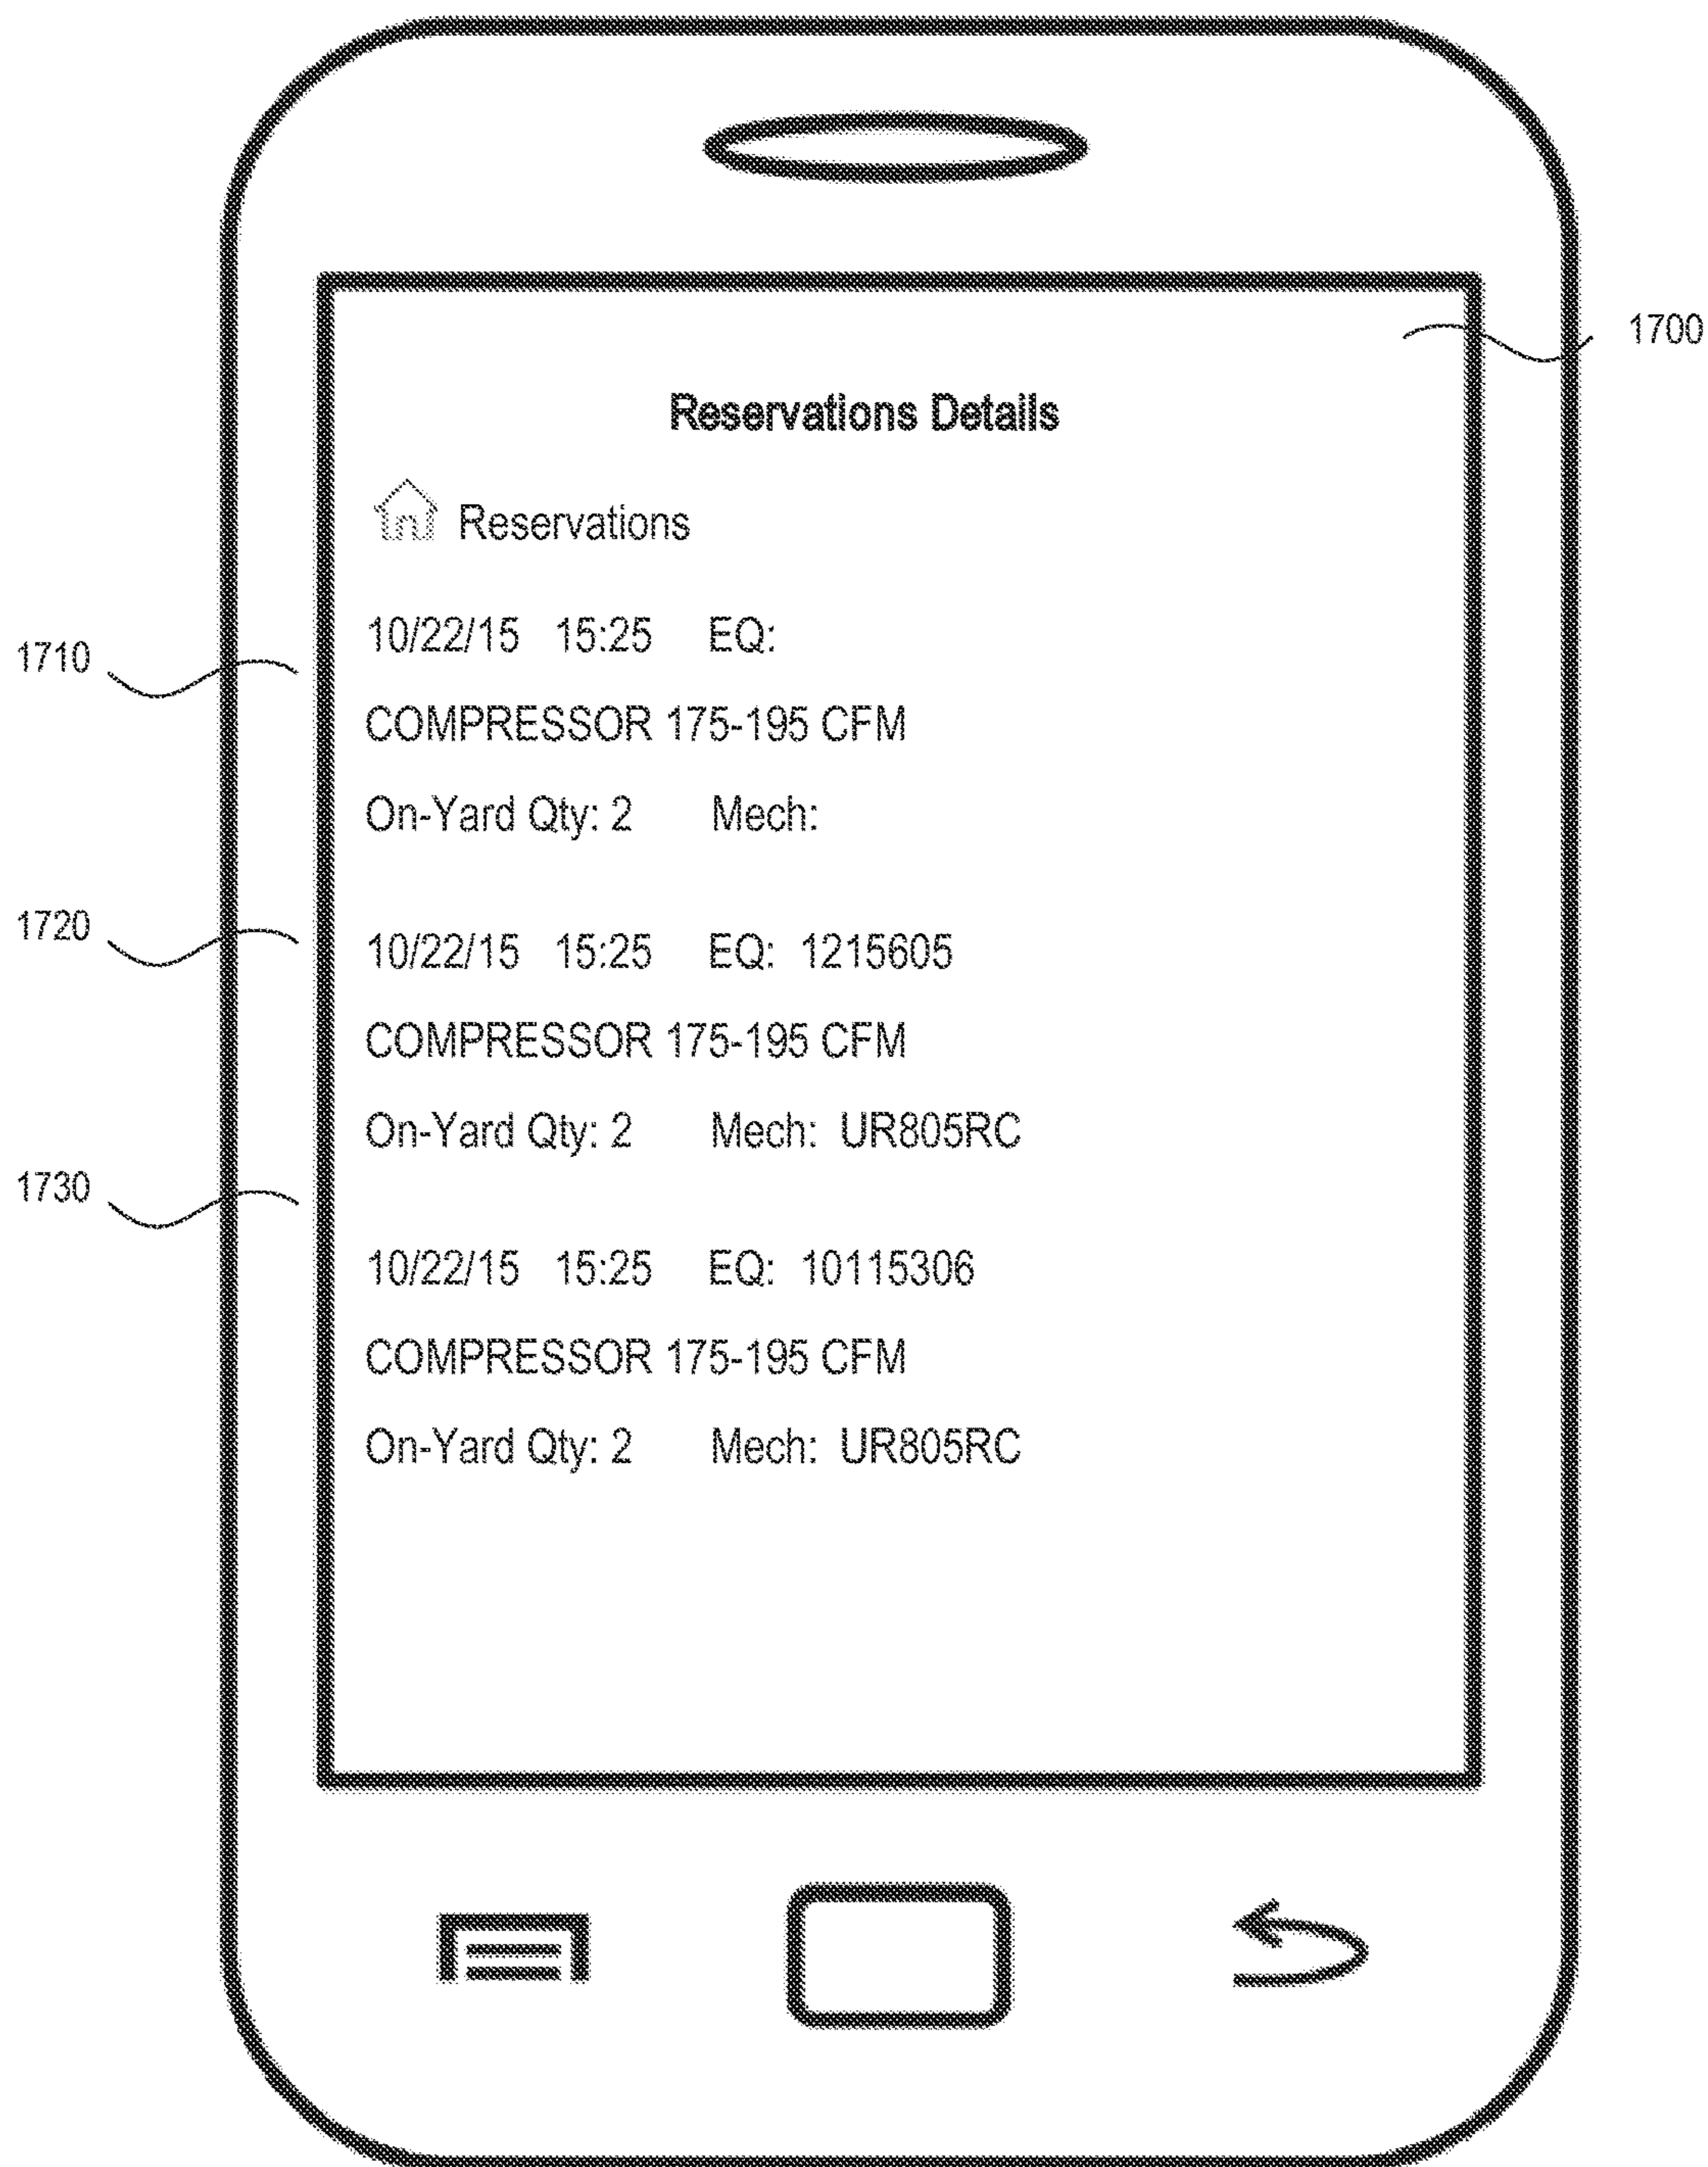 1700
Reservations Details
Reservations
10/22/15 15:25 EQ:
1710
COMPRESSOR 175-195 CFM
On-Yard Qty: 2 Mech:
1720
10/22/15 15:25 EQ: 1215605
COMPRESSOR 175-195 CFM
On-Yard Qty: 2 Mech: UR805RC
1730
10/22/15 15:25 EQ: 10115306
COMPRESSOR 175-195 CFM
On-Yard Qty: 2 Mech: UR805RC